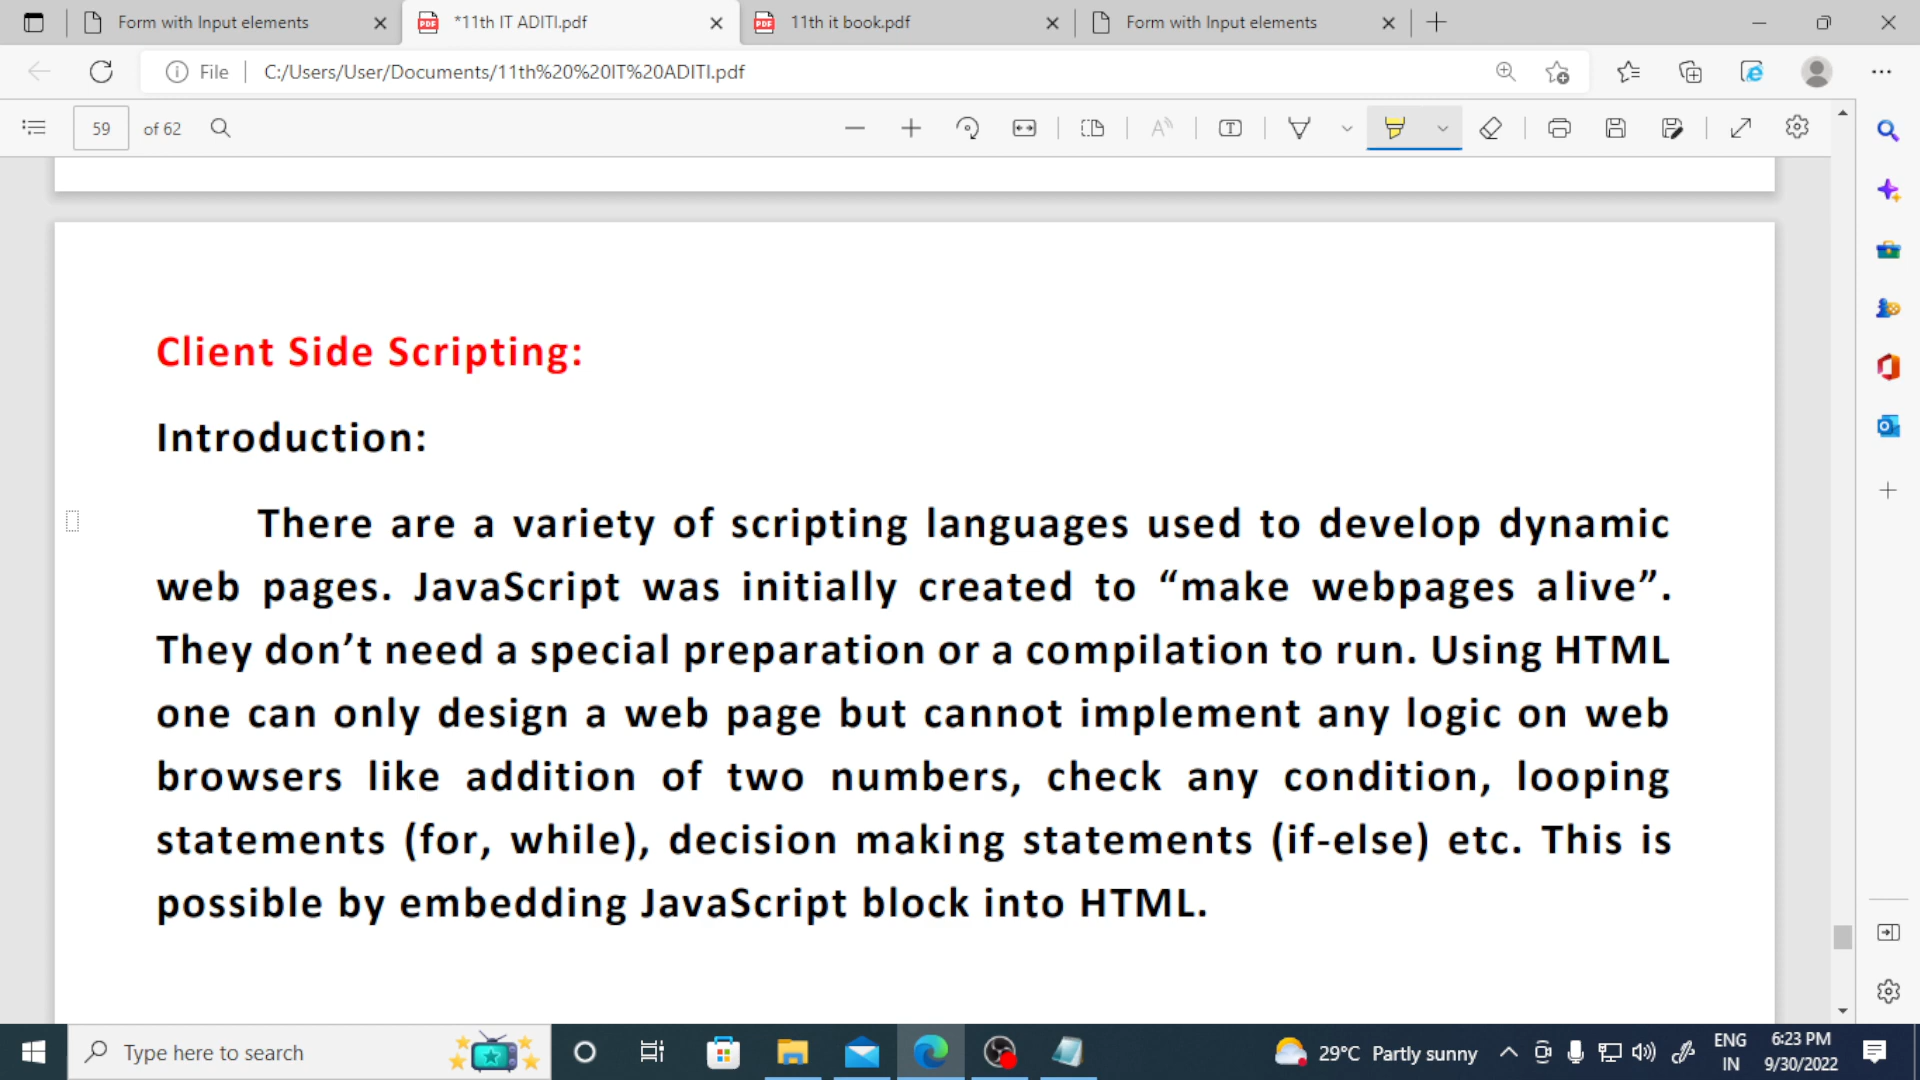 Form with Input elements
*11th IT ADITI.pdf
11th it book.pdf
Form with Input elements
File
C:/Users/User/Documents/11th%20%20IT%20ADITI.pdf
59 of 62
Client Side Scripting:
Introduction:
There are a variety of scripting languages used to develop dynamic
web pages. JavaScript was initially created to “make webpages alive”.
They don’t need a special preparation or a compilation to run. Using HTML
one can only design a web page but cannot implement any logic on web
browsers like addition of two numbers, check any condition, looping
statements (for, while), decision making statements (if-else) etc. This is
possible by embedding JavaScript block into HTML.
Type here to search
29°C Partly sunny
ENG
IN
6:23 PM
9/30/2022